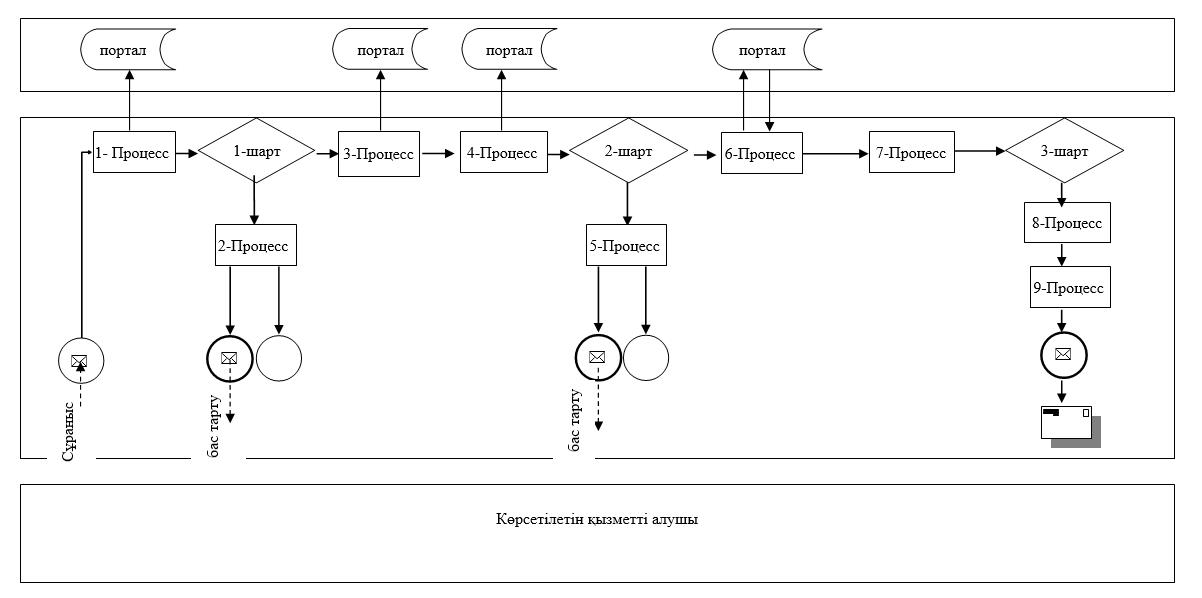 портал
портал
портал
портал
1- Процесс
1-шарт
3-Процесс
4-Процесс
2-шарт
6-Процесс
7-Процесс
3-шарт
2-Процесс
5-Процесс
8-Процесс
9-Процесс
Сұраныс
бас тарту
бас тарту
Көрсетілетін қызметті алушы